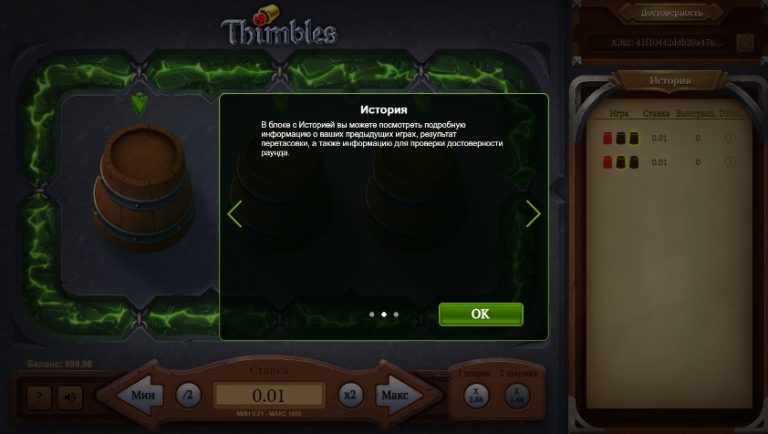 Thimbles
Достоверность
ХЭШ: 41f10442d4b20a476...
История
Игра Ставка Выигрыш, DEMO
0.01 0
0.01 0
История
В блоке с Историей вы можете посмотреть подробную
информацию о ваших предыдущих играх, результат
перетасовки, а также информацию для проверки достоверности
раунда.
OK
Баланс: 999.98
Ставка
? Мин /2 0.01 x2 Макс
МИН 0.01 - МАКС 1000
1 шарик 2 шарика
X 2.88
X 1.44